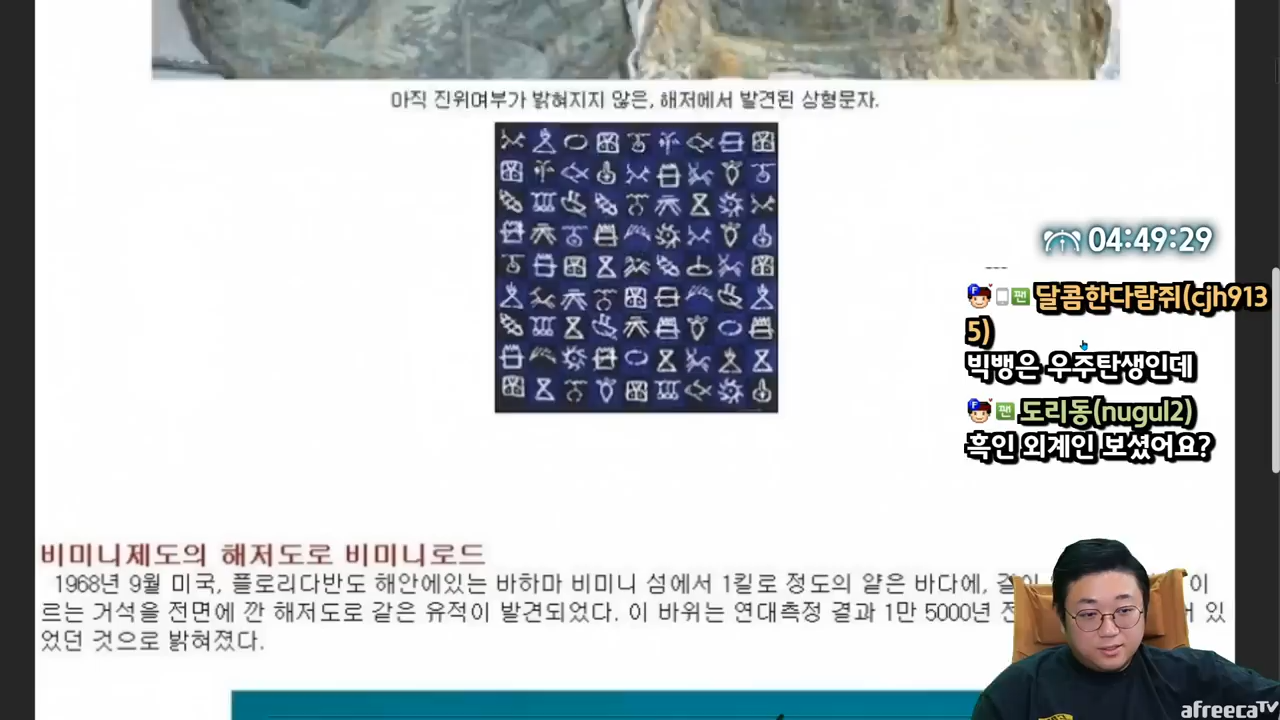 아직 진위여부가 밝혀지지 않은, 해저에서 발견된 상형문자.
04:49:29
달콤한다람쥐(cjh913
5)
빅뱅은 우주탄생인데
도리동(nugul2)
흑인 외계인 보셨어요?
비미니제도의 해저도로 비미니로드
1968년 9월 미국, 플로리다반도 해안에있는 바하마 비미니 섬에서 1킬로 정도의 얕은 바다에, 이
르는 거석을 전면에 깐 해저도로 같은 유적이 발견되었다. 이 바위는 연대측정 결과 1만 5000년 있
었던 것으로 밝혀졌다.
afreecaTV